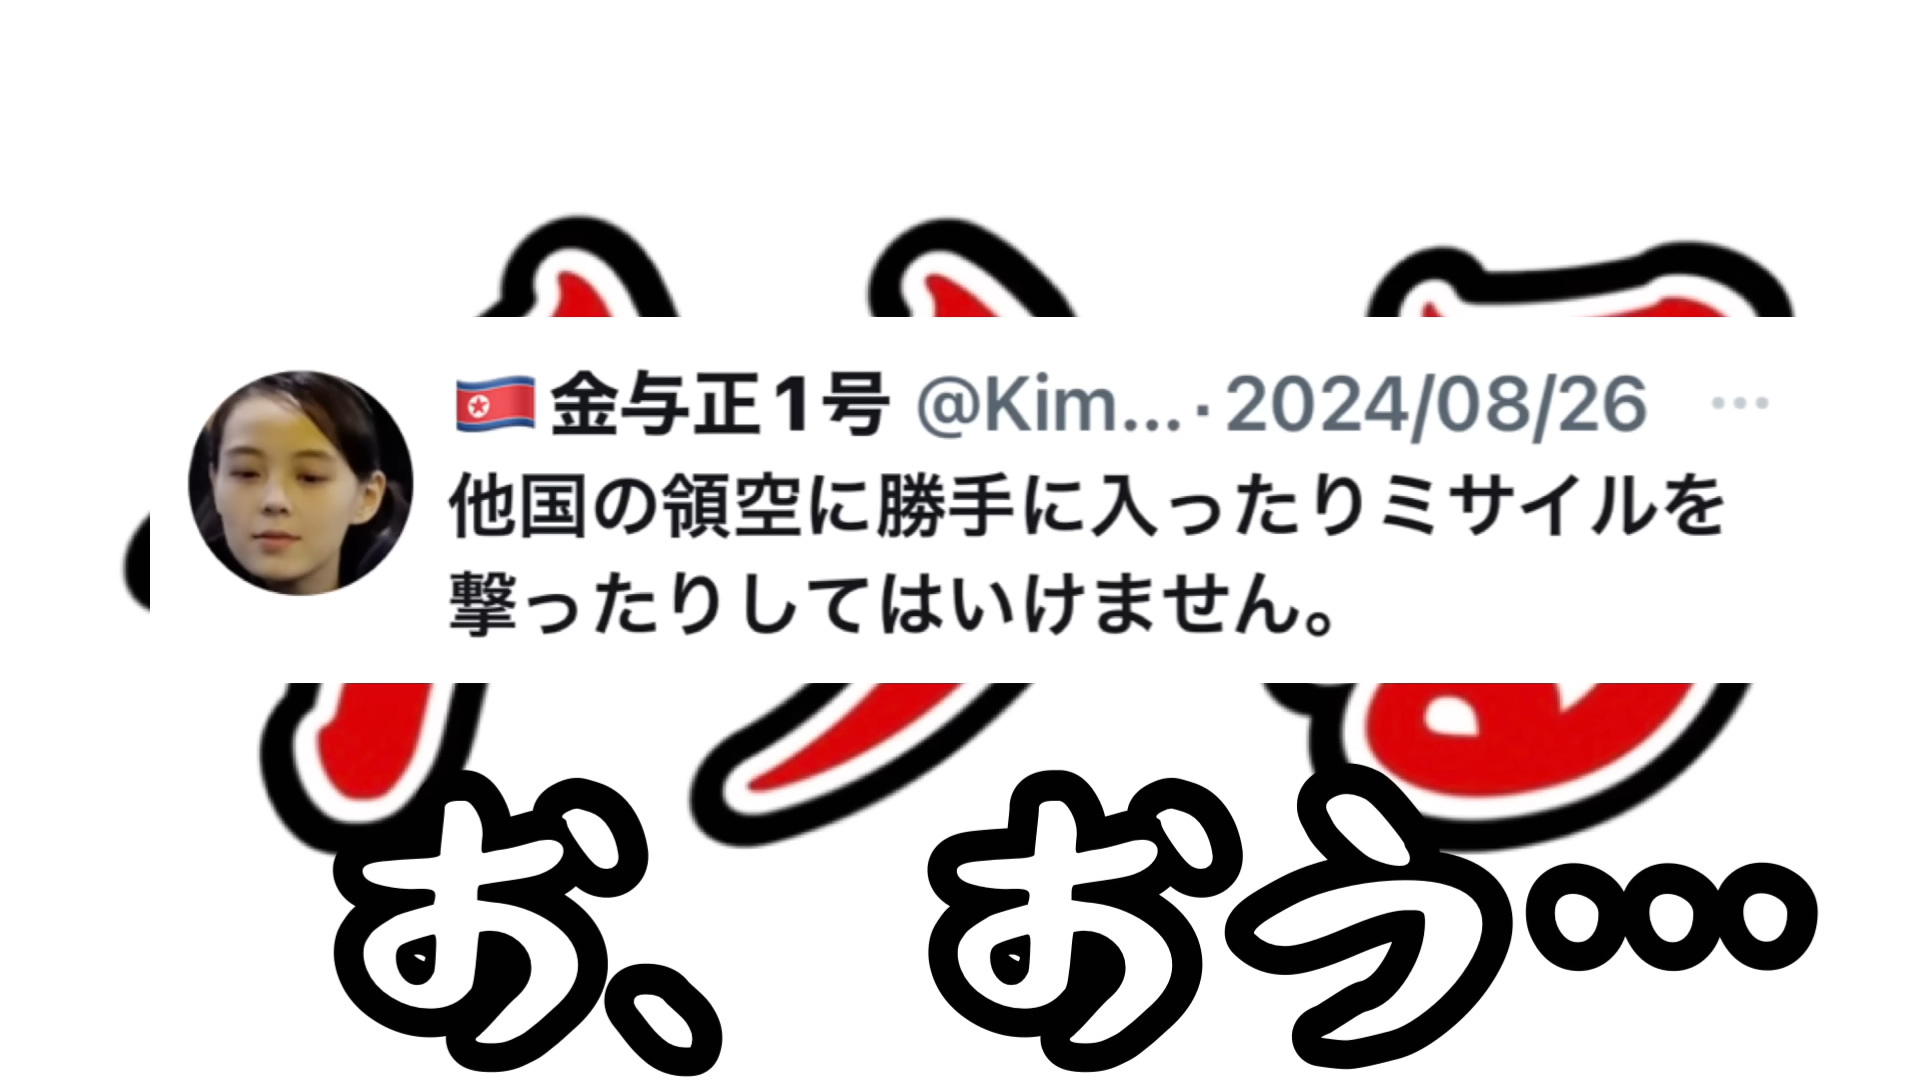 🇰🇵金与正1号 @Kim...·2024/08/26 ···
他国の領空に勝手に入ったりミサイルを
撃ったりしてはいけません。
お、おう…